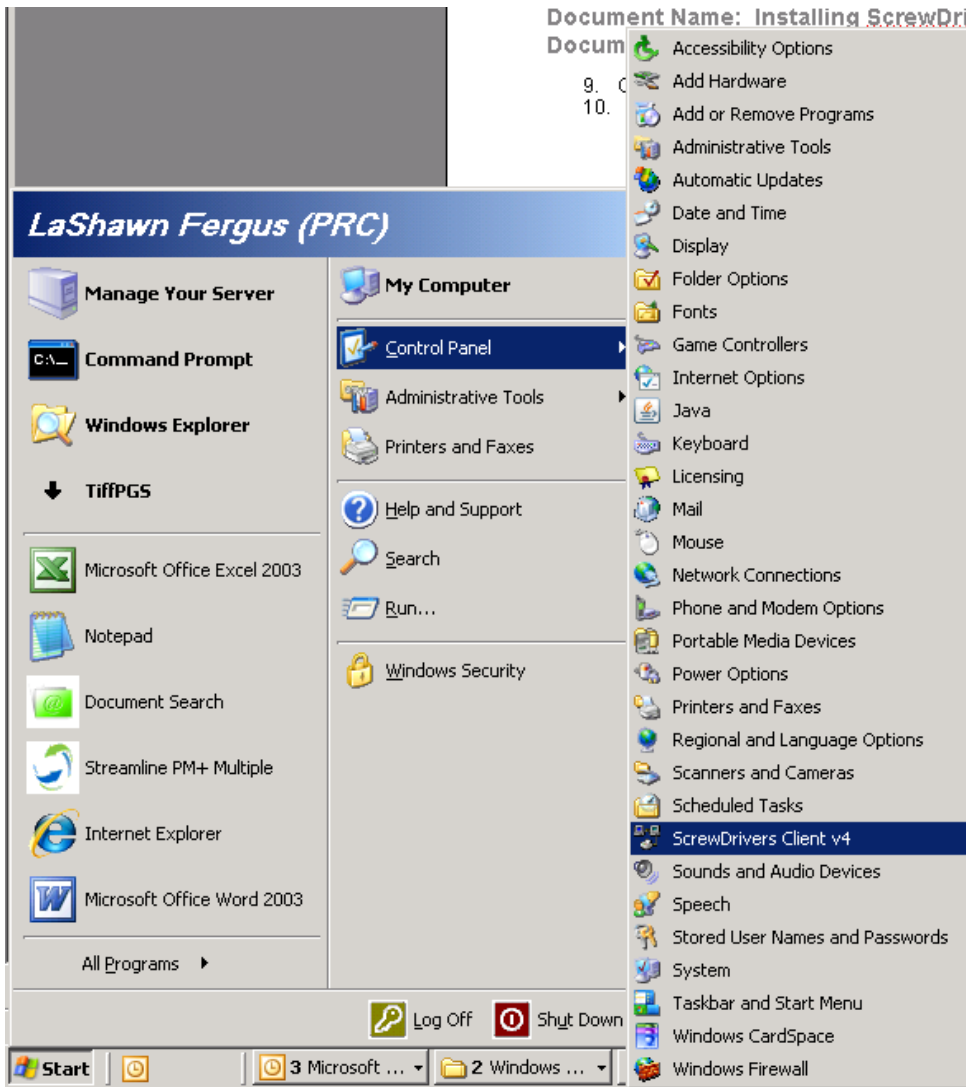 Document Name: Installing ScrewDri
Docum
9.
10.
LaShawn Fergus (PRC)
Manage Your Server
Command Prompt
C:\_
Windows Explorer
TiffPGS
Microsoft Office Excel 2003
Notepad
Document Search
Streamline PM+ Multiple
Internet Explorer
Microsoft Office Word 2003
All Programs
My Computer
Control Panel
Administrative Tools
Printers and Faxes
Help and Support
Search
Run...
Windows Security
Log Off
Shut Down
Accessibility Options
Add Hardware
Add or Remove Programs
Administrative Tools
Automatic Updates
Date and Time
Display
Folder Options
Fonts
Game Controllers
Internet Options
Java
Keyboard
Licensing
Mail
Mouse
Network Connections
Phone and Modem Options
Portable Media Devices
Power Options
Printers and Faxes
Regional and Language Options
Scanners and Cameras
Scheduled Tasks
ScrewDrivers Client v4
Sounds and Audio Devices
Speech
Stored User Names and Passwords
System
Taskbar and Start Menu
Windows CardSpace
Windows Firewall
Start
3 Microsoft ...
2 Windows ...